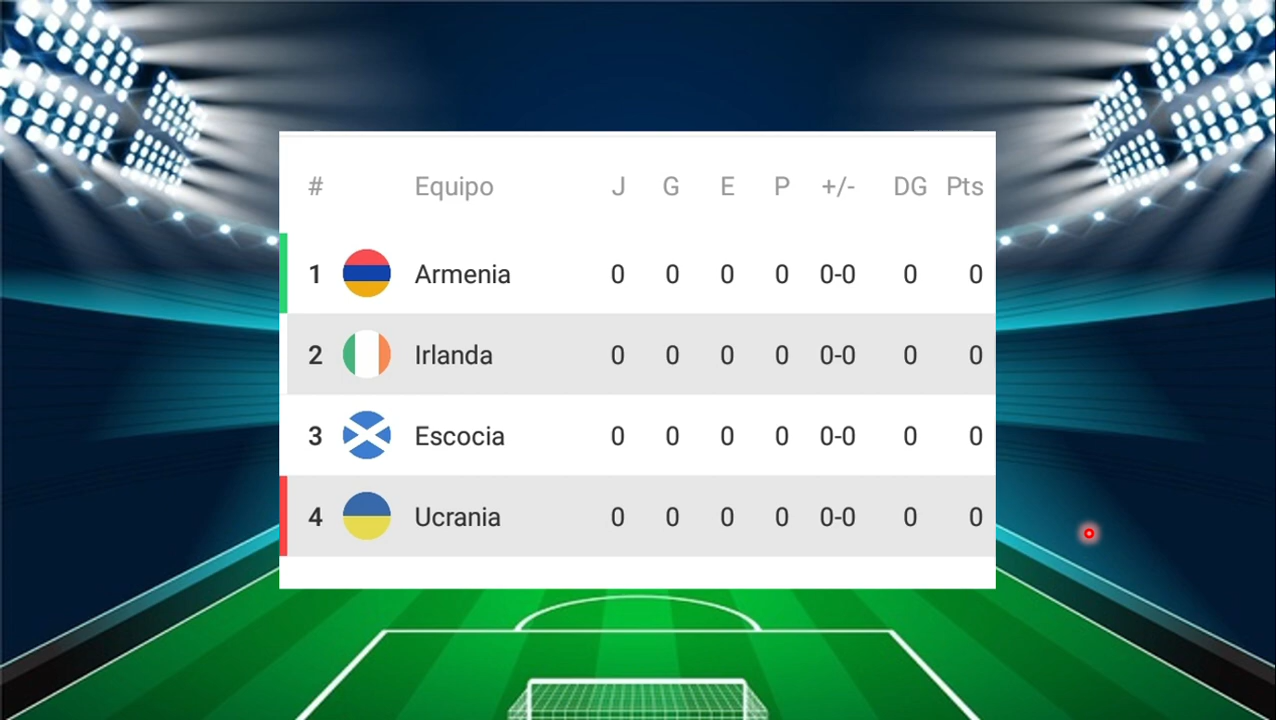 # Equipo J G E P +/- DG Pts
1 Armenia 0 0 0 0 0-0 0 0
2 Irlanda 0 0 0 0 0-0 0 0
3 Escocia 0 0 0 0 0-0 0 0
4 Ucrania 0 0 0 0 0-0 0 0